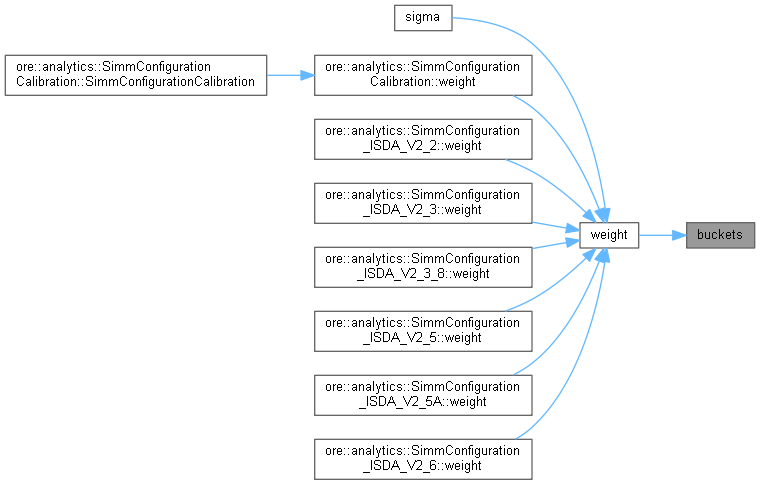 sigma
ore::analytics::SimmConfiguration
Calibration::SimmConfigurationCalibration
ore::analytics::SimmConfiguration
Calibration::weight
ore::analytics::SimmConfiguration
_ISDA_V2_2::weight
ore::analytics::SimmConfiguration
_ISDA_V2_3::weight
weight
buckets
ore::analytics::SimmConfiguration
_ISDA_V2_3_8::weight
ore::analytics::SimmConfiguration
_ISDA_V2_5::weight
ore::analytics::SimmConfiguration
_ISDA_V2_5A::weight
ore::analytics::SimmConfiguration
_ISDA_V2_6::weight